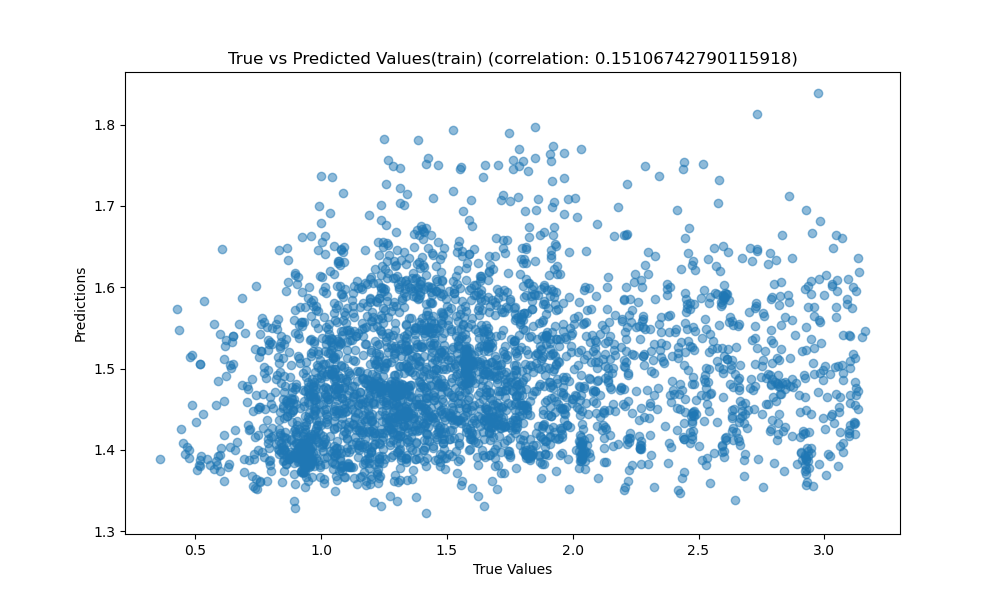 True vs Predicted Values(train) (correlation: 0.15106742790115918)
1.8
1.7
1.6
1.5
1.4
1.3
Predictions
0.5 1.0 1.5 2.0 2.5 3.0
True Values